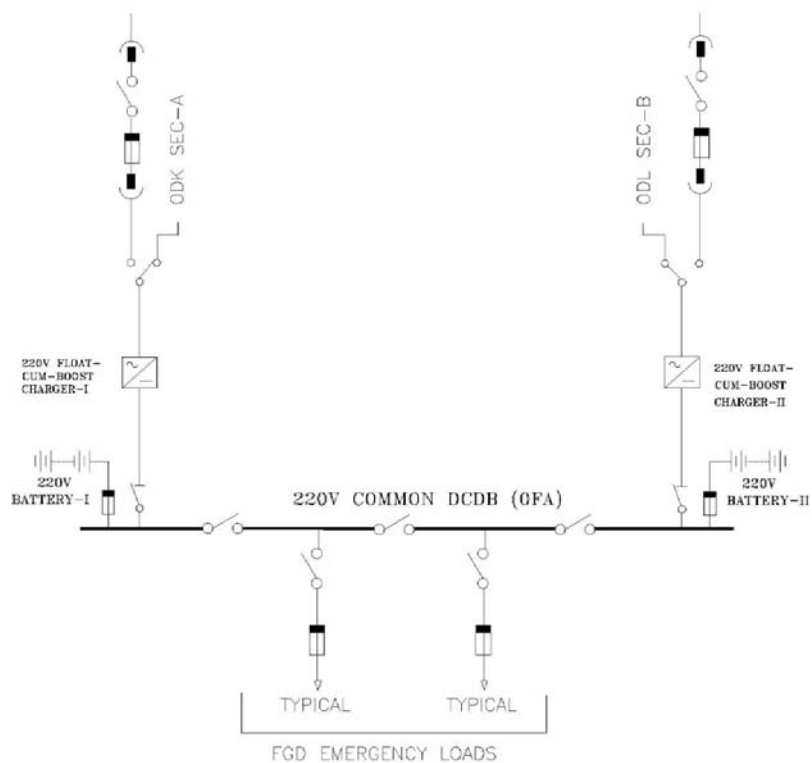 ODK SEC-A
ODL SEC-B
220V FLOAT-
CUM-BOOST
CHARGER-I
220V FLOAT-
CUM-BOOST
CHARGER-II
220V
BATTERY-I
220V COMMON DCDB (0FA)
220V
BATTERY-II
TYPICAL
TYPICAL
FGD EMERGENCY LOADS